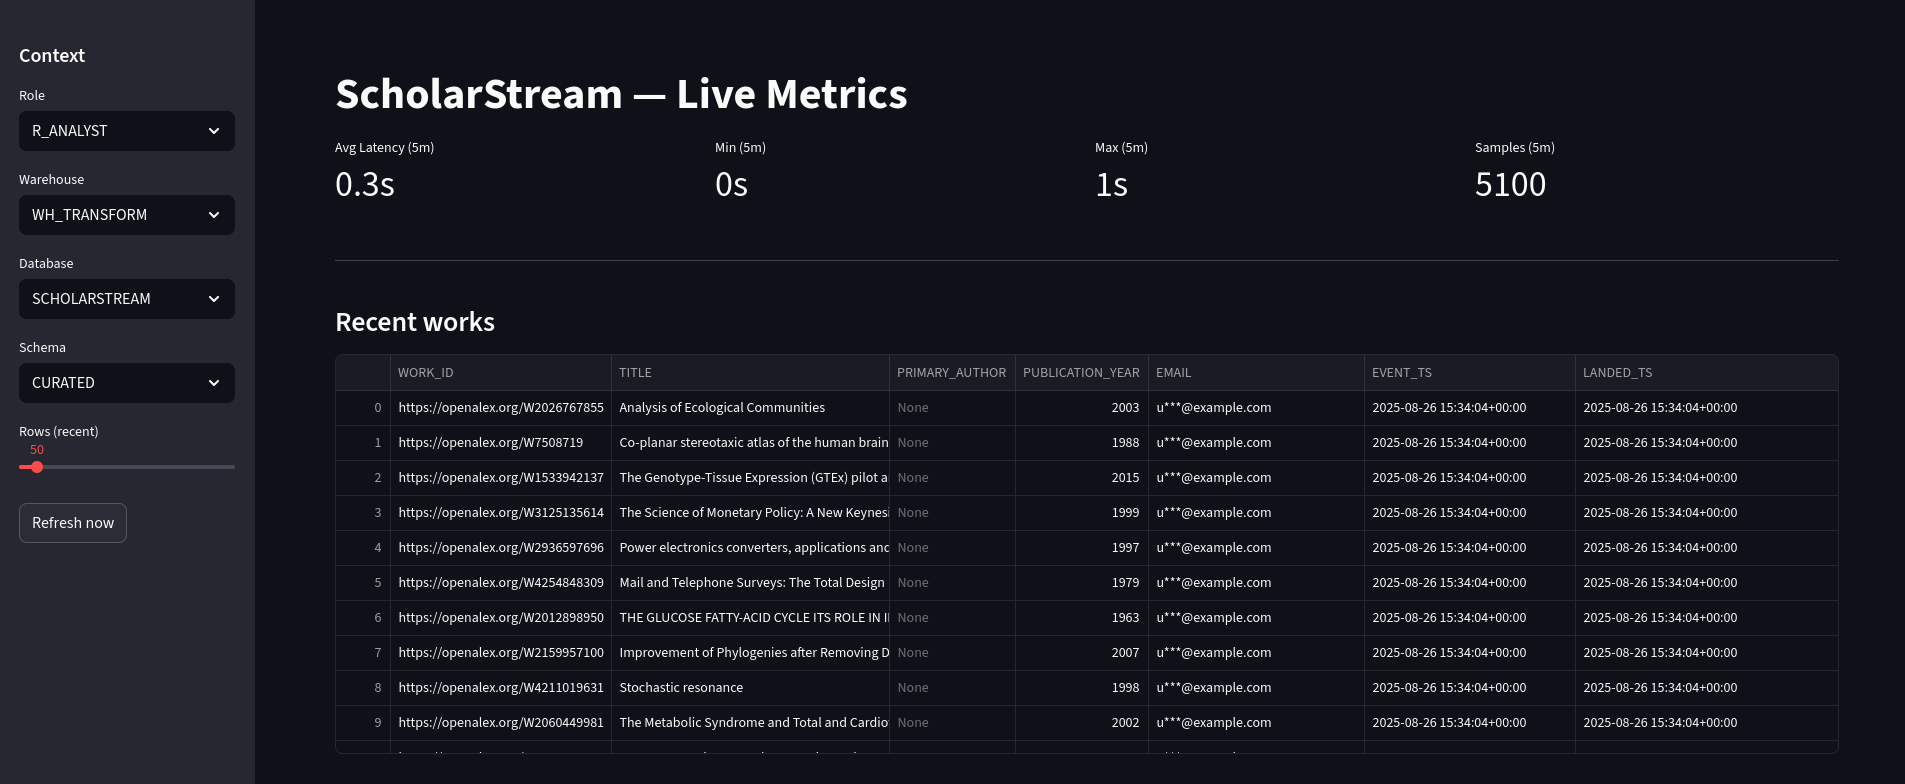 Context
Role
R_ANALYST
Warehouse
WH_TRANSFORM
Database
SCHOLARSTREAM
Schema
CURATED
Rows (recent)
50
Refresh now
ScholarStream — Live Metrics
Avg Latency (5m) Min (5m) Max (5m) Samples (5m)
0.3s 0s 1s 5100
Recent works
WORK_ID TITLE PRIMARY_AUTHOR PUBLICATION_YEAR EMAIL EVENT_TS LANDED_TS
0 https://openalex.org/W2026767855 Analysis of Ecological Communities None 2003 u***@example.com 2025-08-26 15:34:04+00:00 2025-08-26 15:34:04+00:00
1 https://openalex.org/W7508719 Co-planar stereotaxic atlas of the human brain None 1988 u***@example.com 2025-08-26 15:34:04+00:00 2025-08-26 15:34:04+00:00
2 https://openalex.org/W1533942137 The Genotype-Tissue Expression (GTEx) pilot a None 2015 u***@example.com 2025-08-26 15:34:04+00:00 2025-08-26 15:34:04+00:00
3 https://openalex.org/W3125135614 The Science of Monetary Policy: A New Keynesi None 1999 u***@example.com 2025-08-26 15:34:04+00:00 2025-08-26 15:34:04+00:00
4 https://openalex.org/W2936597696 Power electronics converters, applications and None 1997 u***@example.com 2025-08-26 15:34:04+00:00 2025-08-26 15:34:04+00:00
5 https://openalex.org/W4254848309 Mail and Telephone Surveys: The Total Design None 1979 u***@example.com 2025-08-26 15:34:04+00:00 2025-08-26 15:34:04+00:00
6 https://openalex.org/W2012898950 THE GLUCOSE FATTY-ACID CYCLE ITS ROLE IN None 1963 u***@example.com 2025-08-26 15:34:04+00:00 2025-08-26 15:34:04+00:00
7 https://openalex.org/W2159957100 Improvement of Phylogenies after Removing D None 2007 u***@example.com 2025-08-26 15:34:04+00:00 2025-08-26 15:34:04+00:00
8 https://openalex.org/W4211019631 Stochastic resonance None 1998 u***@example.com 2025-08-26 15:34:04+00:00 2025-08-26 15:34:04+00:00
9 https://openalex.org/W2060449981 The Metabolic Syndrome and Total and Cardio None 2002 u***@example.com 2025-08-26 15:34:04+00:00 2025-08-26 15:34:04+00:00